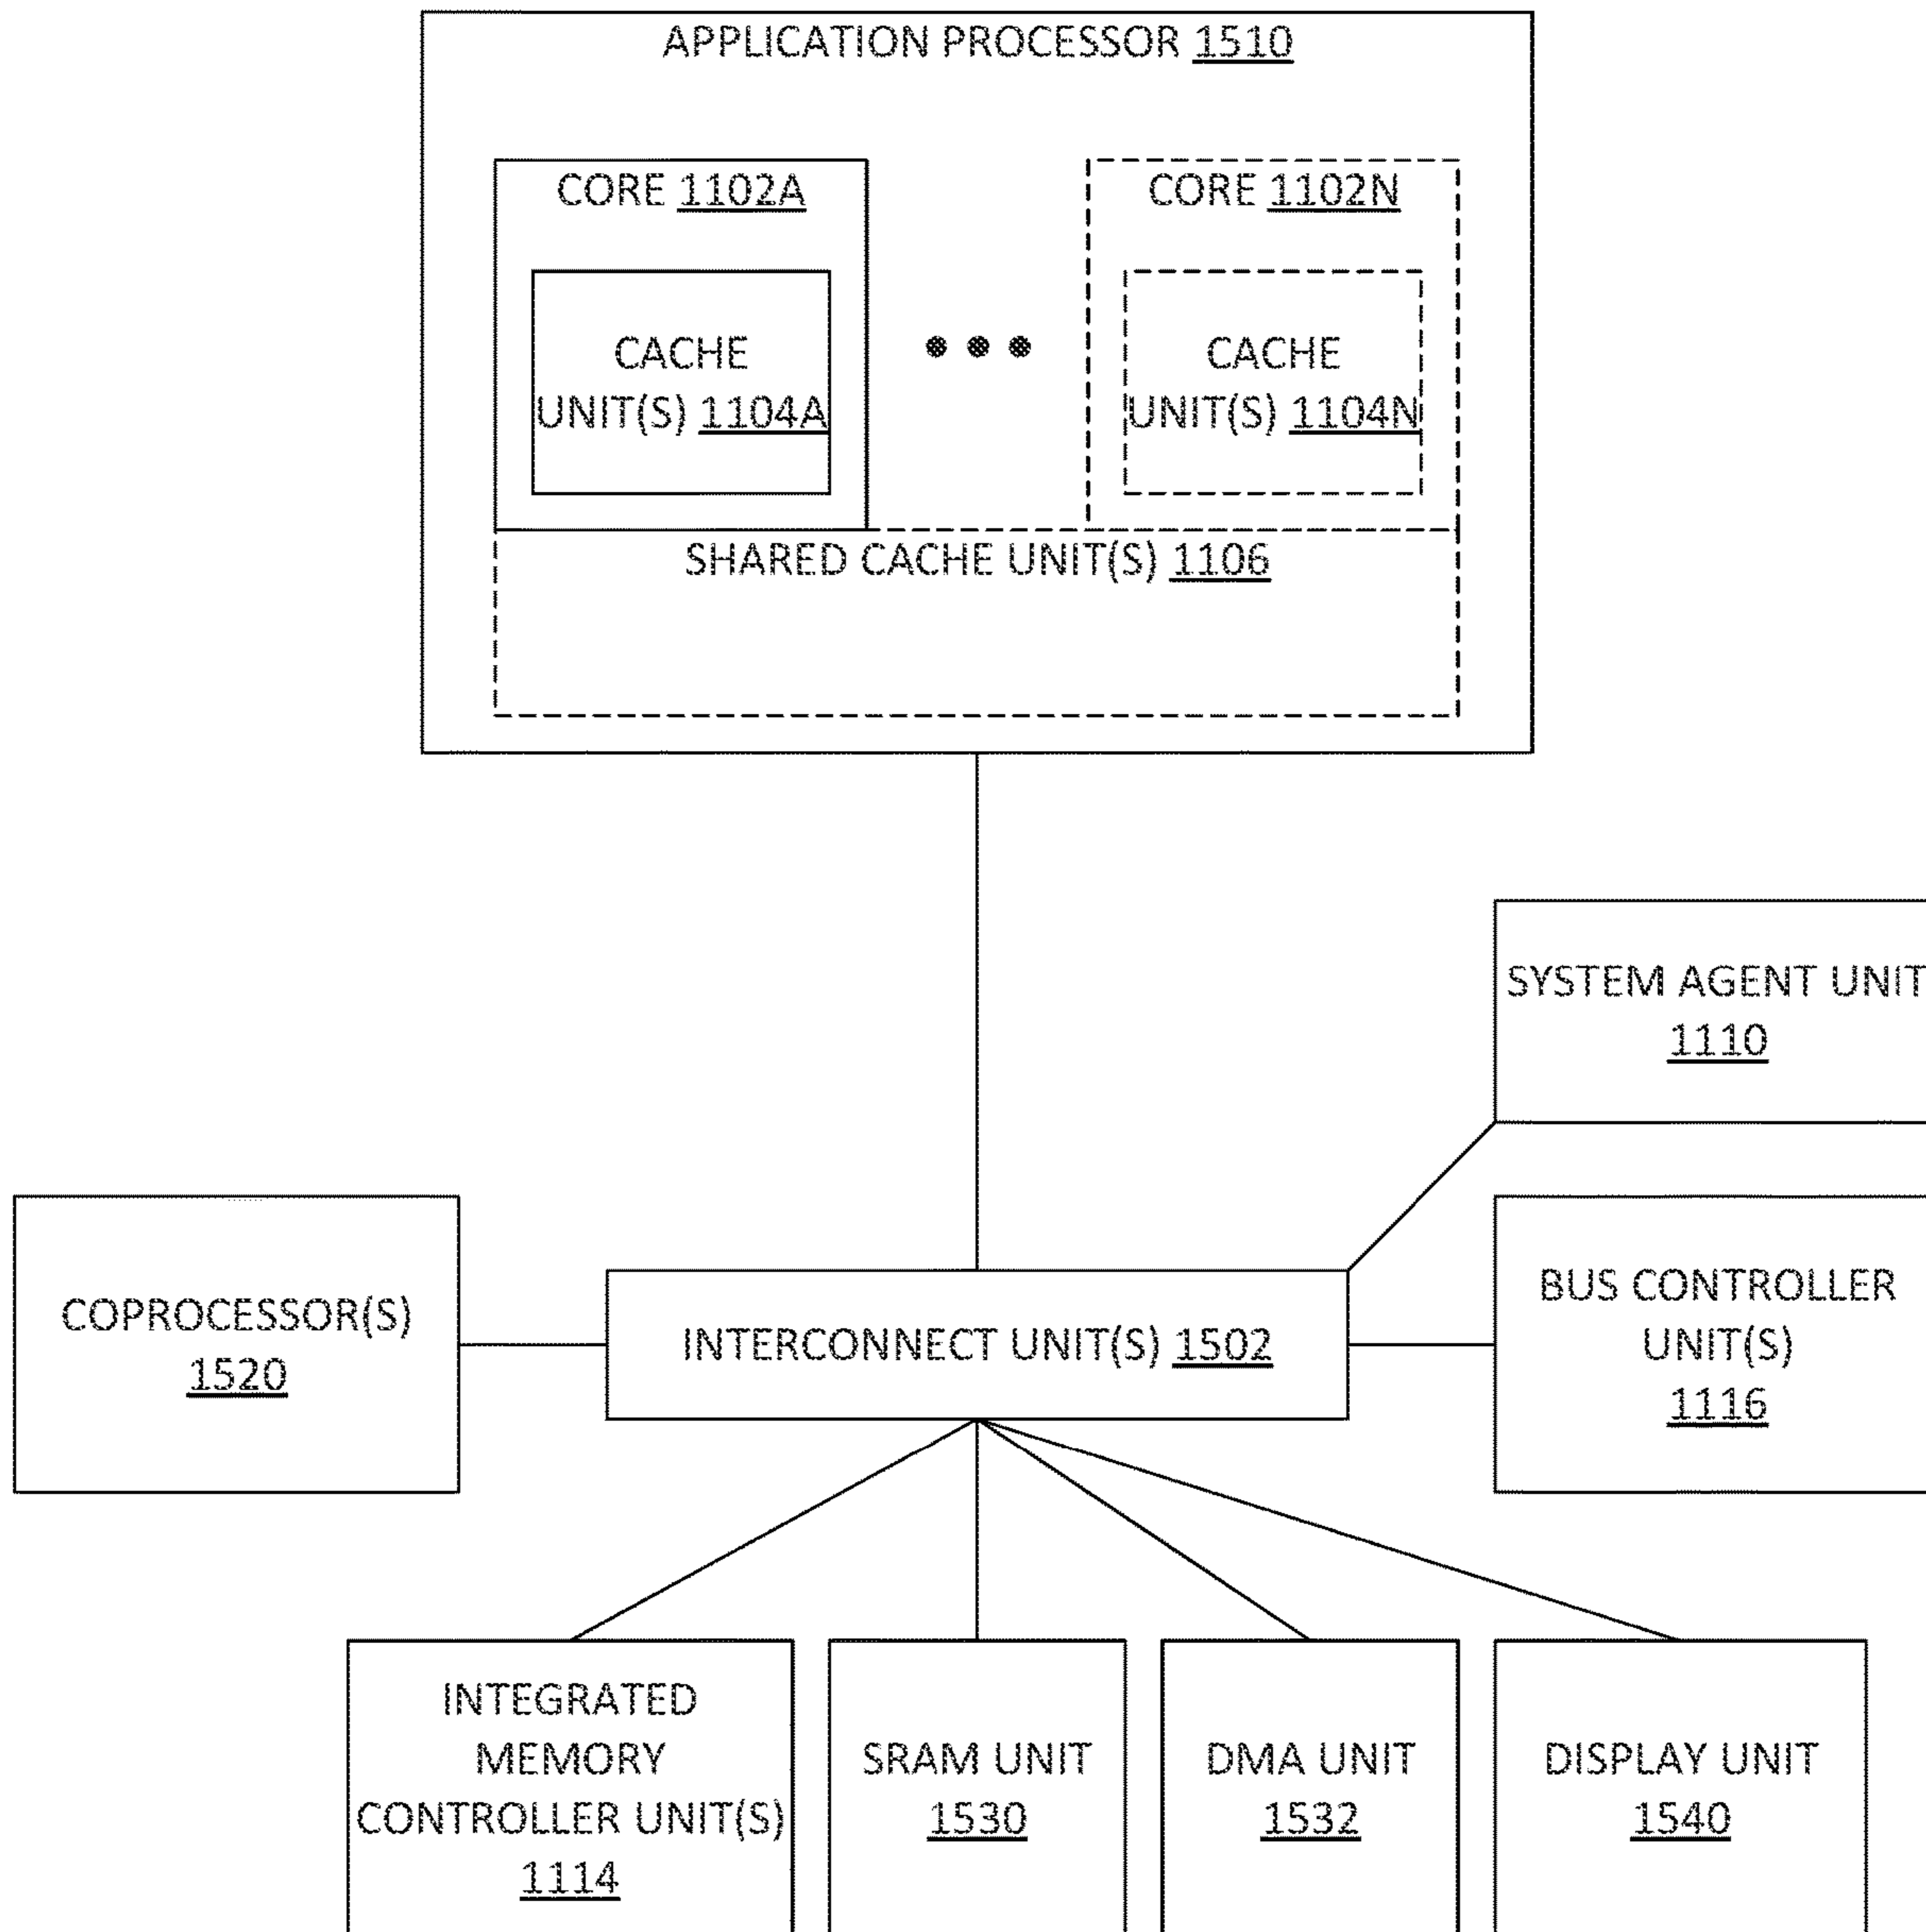 APPLICATION PROCESSOR 1510
CORE 1102A
CORE 1102N
CACHE
UNIT(S) 1104A
CACHE
UNIT(S) 1104N
SHARED CACHE UNIT(S) 1106
SYSTEM AGENT UNIT
1110
COPROCESSOR(S)
1520
INTERCONNECT UNIT(S) 1502
BUS CONTROLLER
UNIT(S)
1116
INTEGRATED
MEMORY
CONTROLLER UNIT(S)
1114
SRAM UNIT
1530
DMA UNIT
1532
DISPLAY UNIT
1540